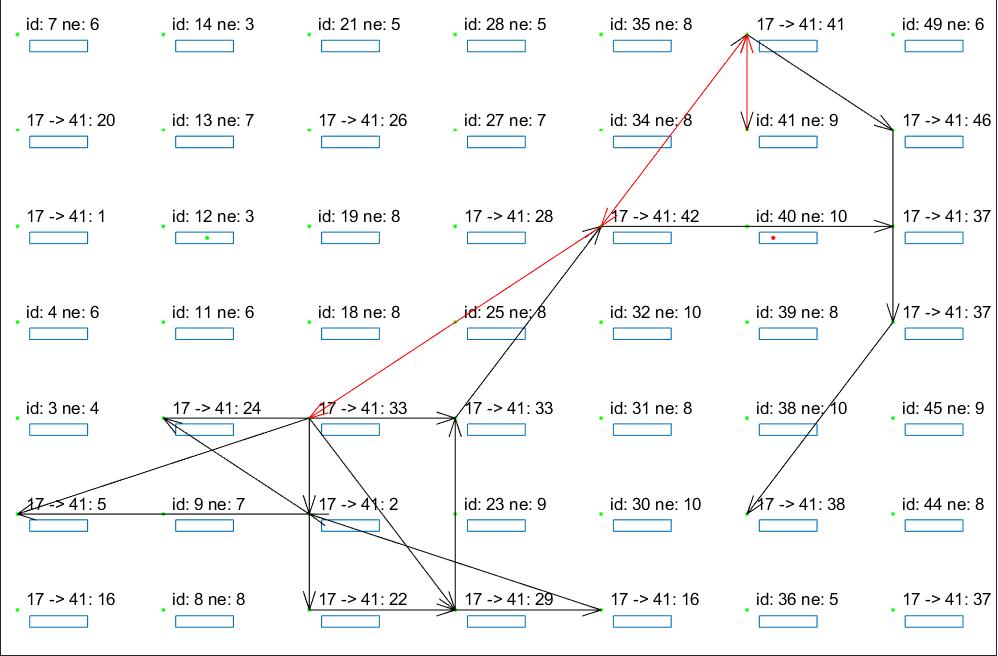 id: 7 ne: 6 id: 14 ne: 3 id: 21 ne: 5 id: 28 ne: 5 id: 35 ne: 8 17 -> 41: 41 id: 49 ne: 6
17 -> 41: 20 id: 13 ne: 7 17 -> 41: 26 id: 27 ne: 7 id: 34 ne: 8 id: 41 ne: 9 17 -> 41: 46
17 -> 41: 1 id: 12 ne: 3 id: 19 ne: 8 17 -> 41: 28 17 -> 41: 42 id: 40 ne: 10 17 -> 41: 37
id: 4 ne: 6 id: 11 ne: 6 id: 18 ne: 8 id: 25 ne: 8 id: 32 ne: 10 id: 39 ne: 8 17 -> 41: 37
id: 3 ne: 4 17 -> 41: 24 17 -> 41: 33 17 -> 41: 33 id: 31 ne: 8 id: 38 ne: 10 id: 45 ne: 9
17 -> 41: 5 id: 9 ne: 7 17 -> 41: 2 id: 23 ne: 9 id: 30 ne: 10 17 -> 41: 38 id: 44 ne: 8
17 -> 41: 16 id: 8 ne: 8 17 -> 41: 22 17 -> 41: 29 17 -> 41: 16 id: 36 ne: 5 17 -> 41: 37